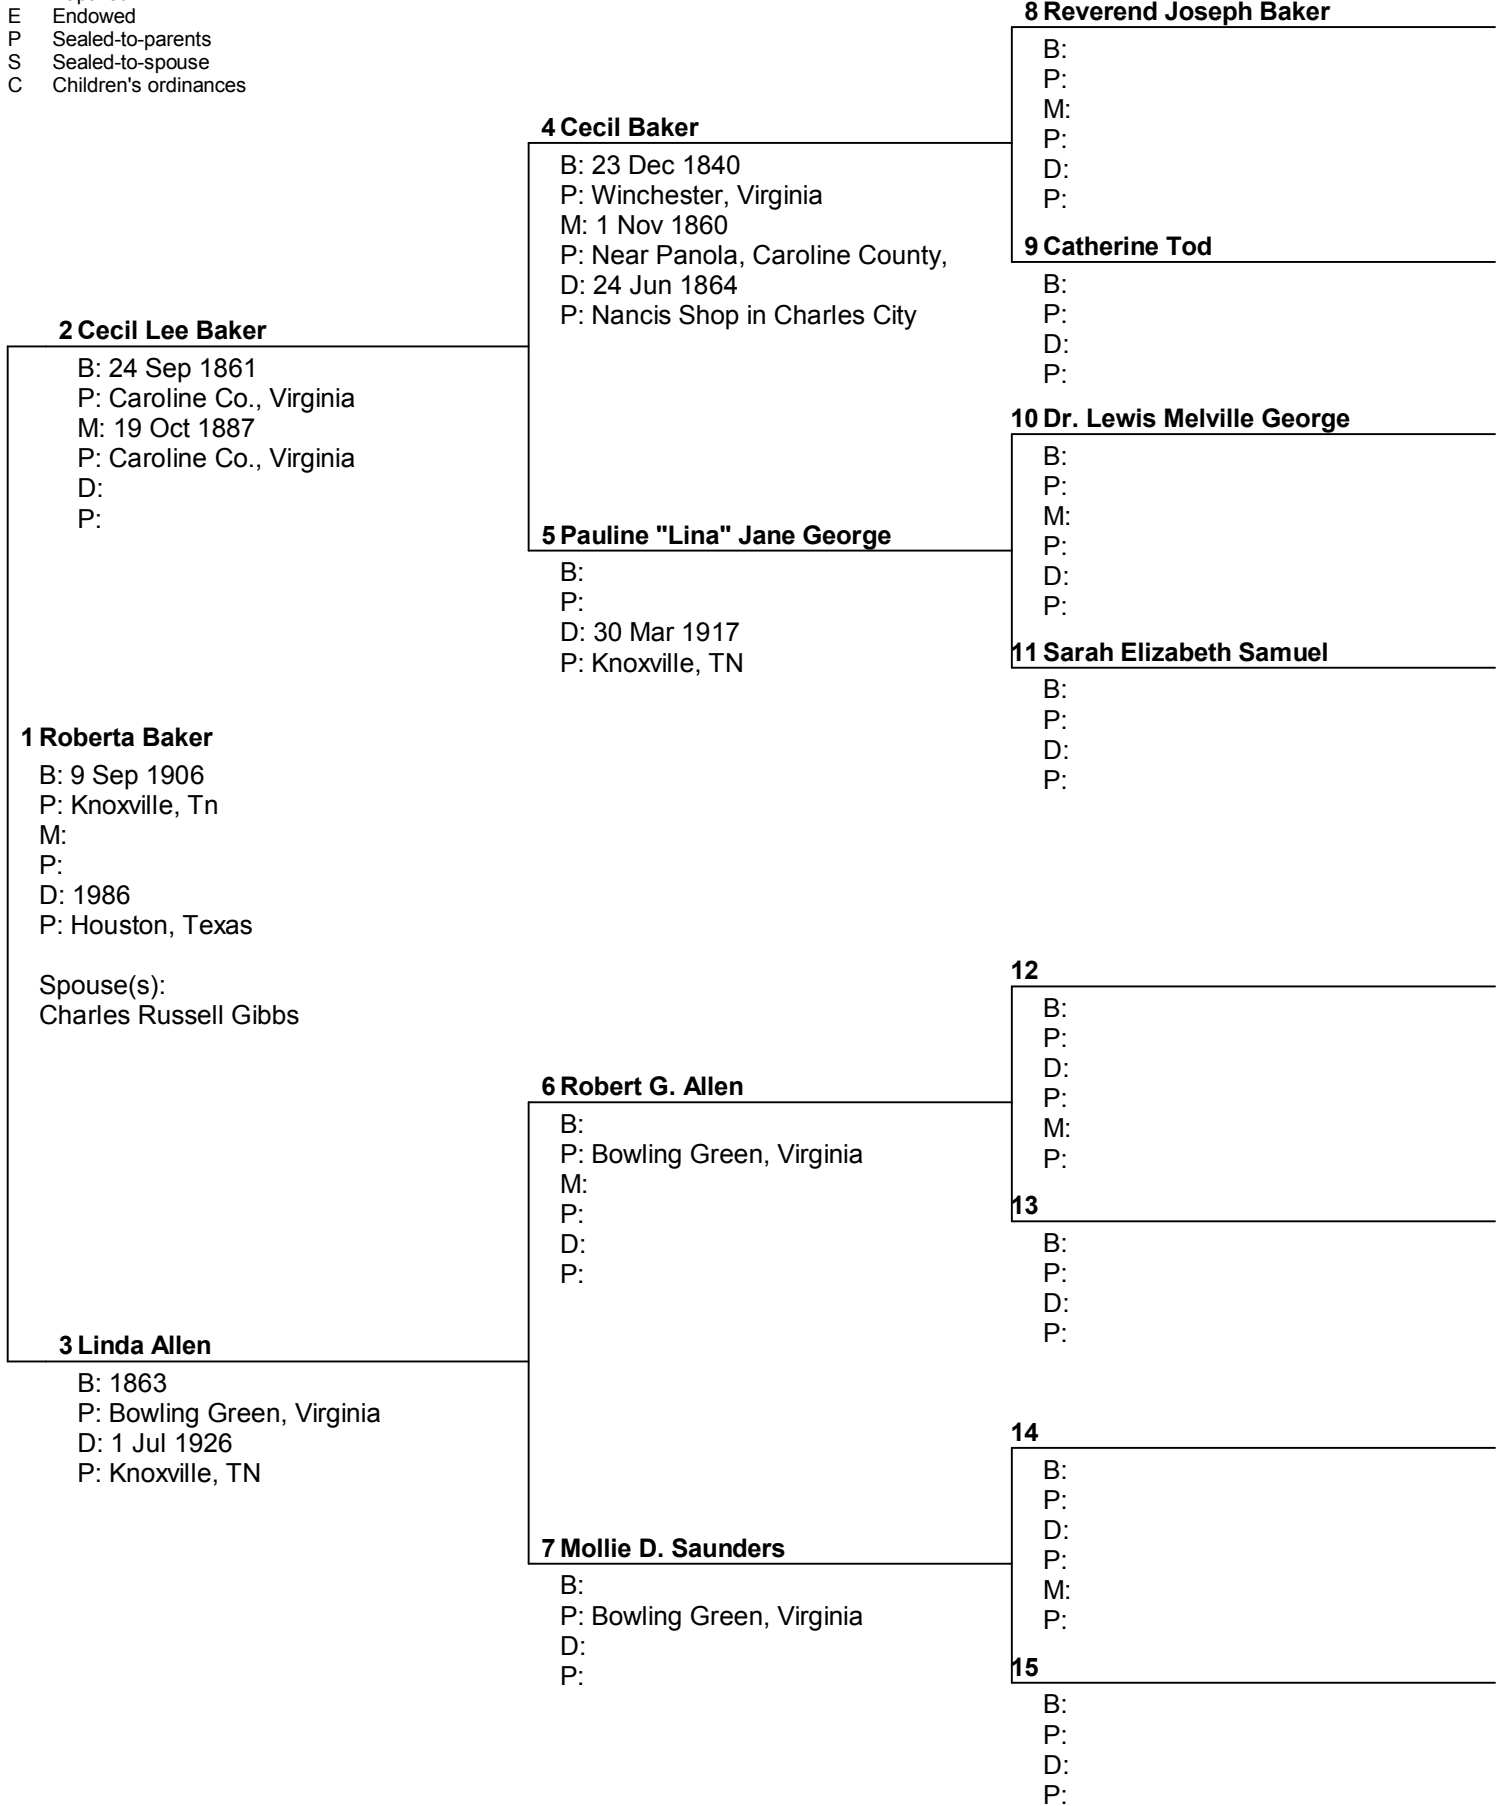 E Endowed
P Sealed-to-parents
S Sealed-to-spouse
C Children's ordinances
8 Reverend Joseph Baker
B:
P:
M:
P:
D:
P:
4 Cecil Baker
B: 23 Dec 1840
P: Winchester, Virginia
M: 1 Nov 1860
P: Near Panola, Caroline County,
D: 24 Jun 1864
P: Nancis Shop in Charles City
9 Catherine Tod
B:
P:
D:
P:
2 Cecil Lee Baker
B: 24 Sep 1861
P: Caroline Co., Virginia
M: 19 Oct 1887
P: Caroline Co., Virginia
D:
P:
10 Dr. Lewis Melville George
B:
P:
M:
P:
D:
P:
5 Pauline "Lina" Jane George
B:
P:
D: 30 Mar 1917
P: Knoxville, TN
11 Sarah Elizabeth Samuel
B:
P:
D:
P:
1 Roberta Baker
B: 9 Sep 1906
P: Knoxville, Tn
M:
P:
D: 1986
P: Houston, Texas
Spouse(s):
Charles Russell Gibbs
12
B:
P:
D:
P:
M:
P:
6 Robert G. Allen
B:
P: Bowling Green, Virginia
M:
P:
D:
P:
13
B:
P:
D:
P:
3 Linda Allen
B: 1863
P: Bowling Green, Virginia
D: 1 Jul 1926
P: Knoxville, TN
14
B:
P:
D:
P:
M:
P:
7 Mollie D. Saunders
B:
P: Bowling Green, Virginia
D:
P:
15
B:
P:
D:
P: